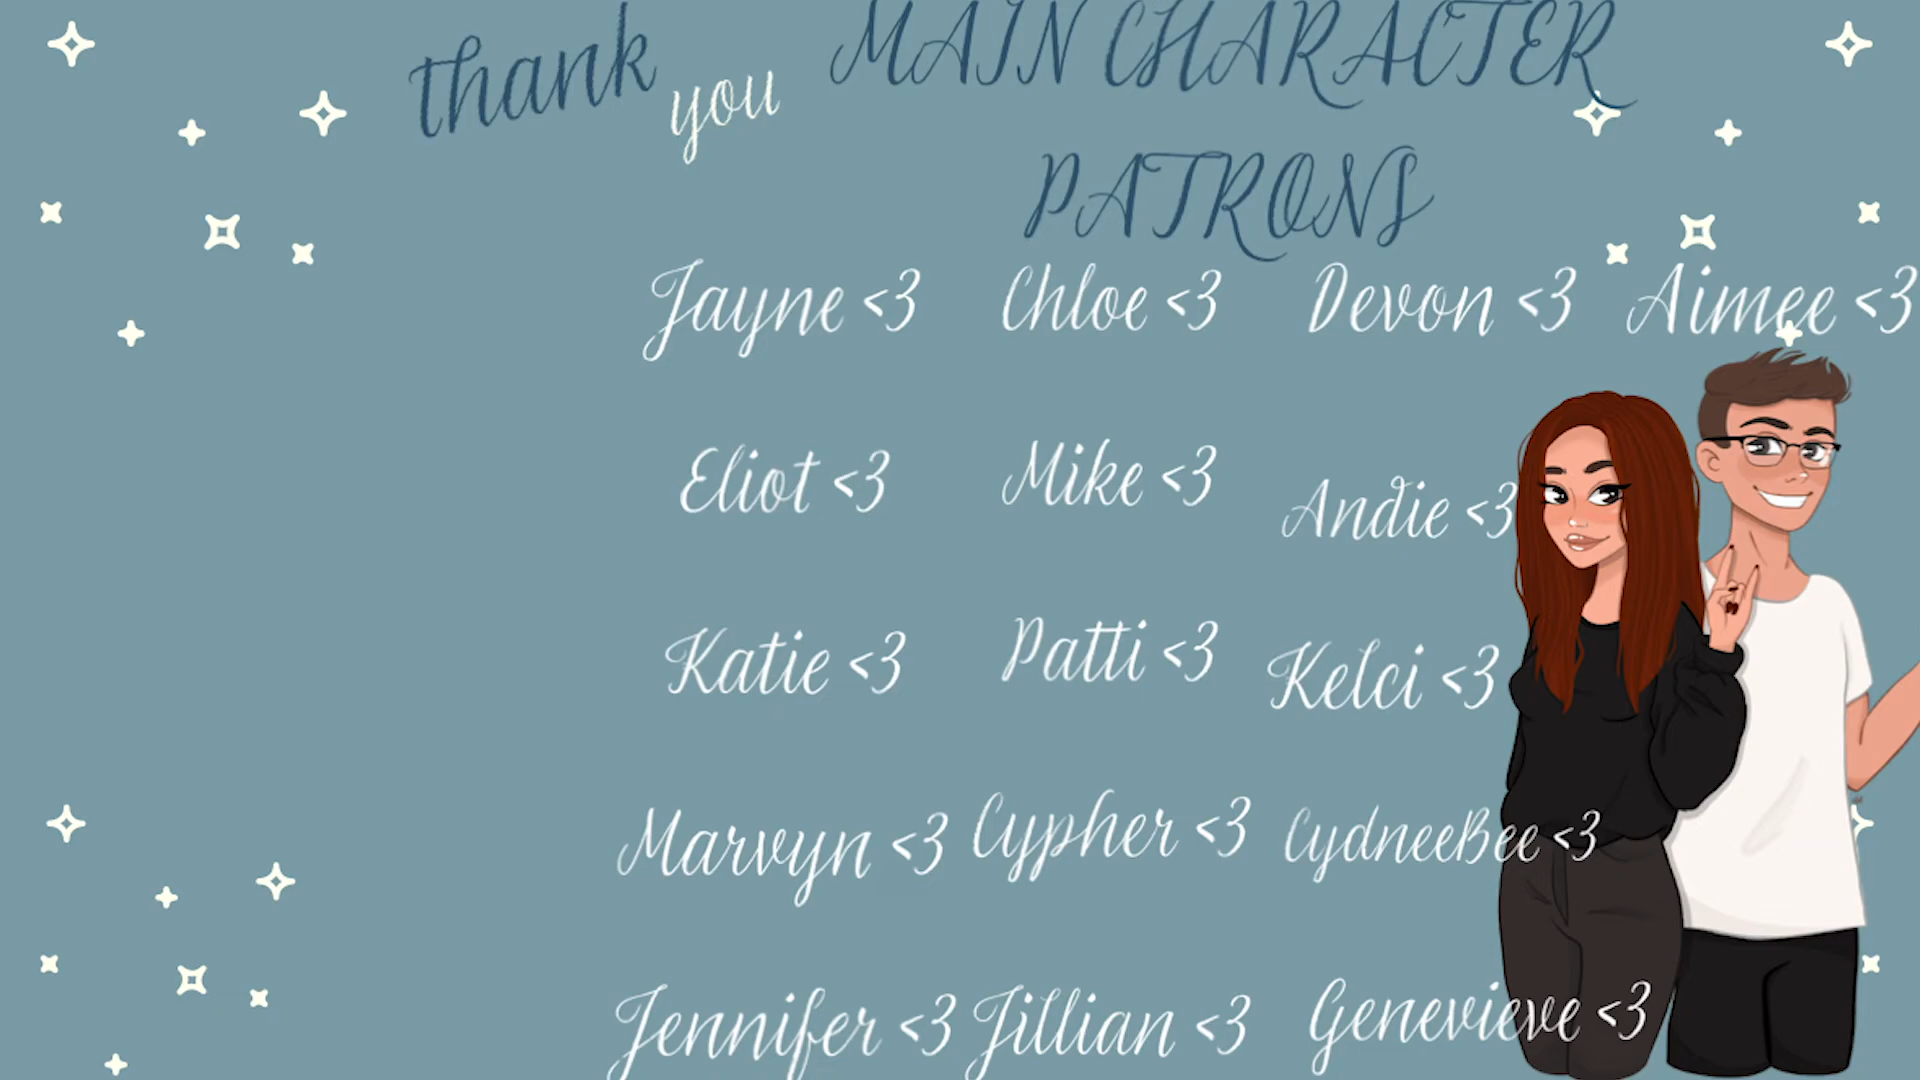 thank you MAIN CHARACTER
PATRONS
Jayne <3 Chloe <3 Devon <3 Aimee <3
Eliot <3 Mike <3 Andie <3
Katie <3 Patti <3 Kelci <3
Marvyn <3 Cypher <3 CydneeBee <3
Jennifer <3 Jillian <3 Genevieve <3